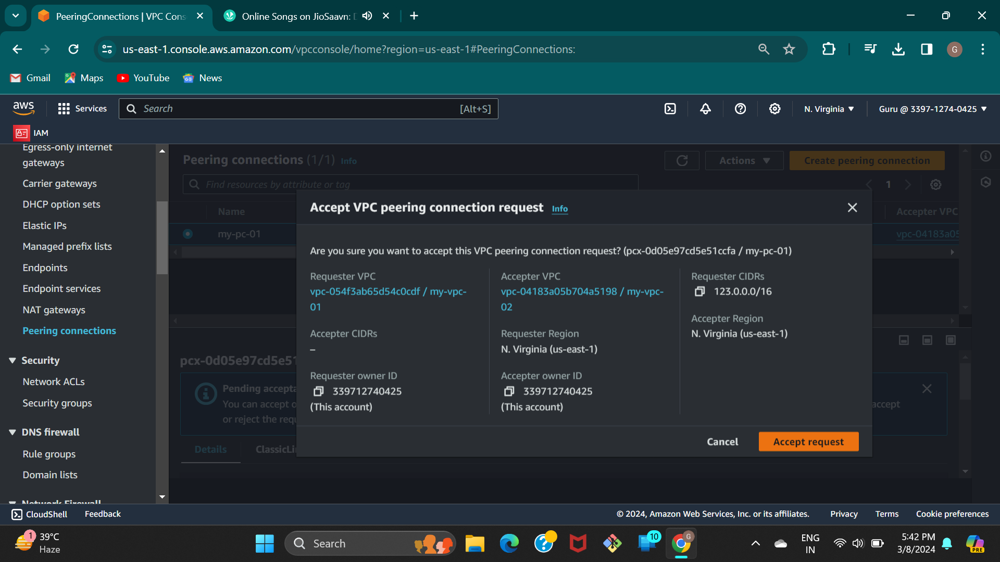 PeeringConnections | VPC Cons
Online Songs on JioSaavn: D
us-east-1.console.aws.amazon.com/vpcconsole/home?region=us-east-1#PeeringConnections:
G
Gmail
Maps
YouTube
News
aws
Services
Search
[Alt+S]
N. Virginia
Guru @ 3397-1274-0425
IAM
Egress-only internet
gateways
Carrier gateways
DHCP option sets
Elastic IPs
Managed prefix lists
Endpoints
Endpoint services
NAT gateways
Peering connections
Security
Network ACLs
Security groups
DNS firewall
Rule groups
Domain lists
Network Firewall
Peering connections (1/1) Info
Actions
Create peering connection
Find resources by attribute or tag
1
Name
Accepter VPC
my-pc-01
vpc-04183a05
Accept VPC peering connection request Info
Are you sure you want to accept this VPC peering connection request? (pcx-0d05e97cd5e51ccfa / my-pc-01)
Requester VPC
vpc-054f3ab65d54c0cdf / my-vpc-
01
Accepter VPC
vpc-04183a05b704a5198 / my-vpc-
02
Requester CIDRs
123.0.0.0/16
Accepter CIDRs
–
Requester Region
N. Virginia (us-east-1)
Accepter Region
N. Virginia (us-east-1)
Requester owner ID
339712740425
(This account)
Accepter owner ID
339712740425
(This account)
Cancel
Accept request
pcx-0d05e97cd5e51
Pending accepta
You can accept o
or reject the requ
accept
Details
ClassicLi
CloudShell
Feedback
© 2024, Amazon Web Services, Inc. or its affiliates.
Privacy
Terms
Cookie preferences
1
39°C
Haze
Search
10
G
ENG
IN
5:42 PM
3/8/2024
PRE